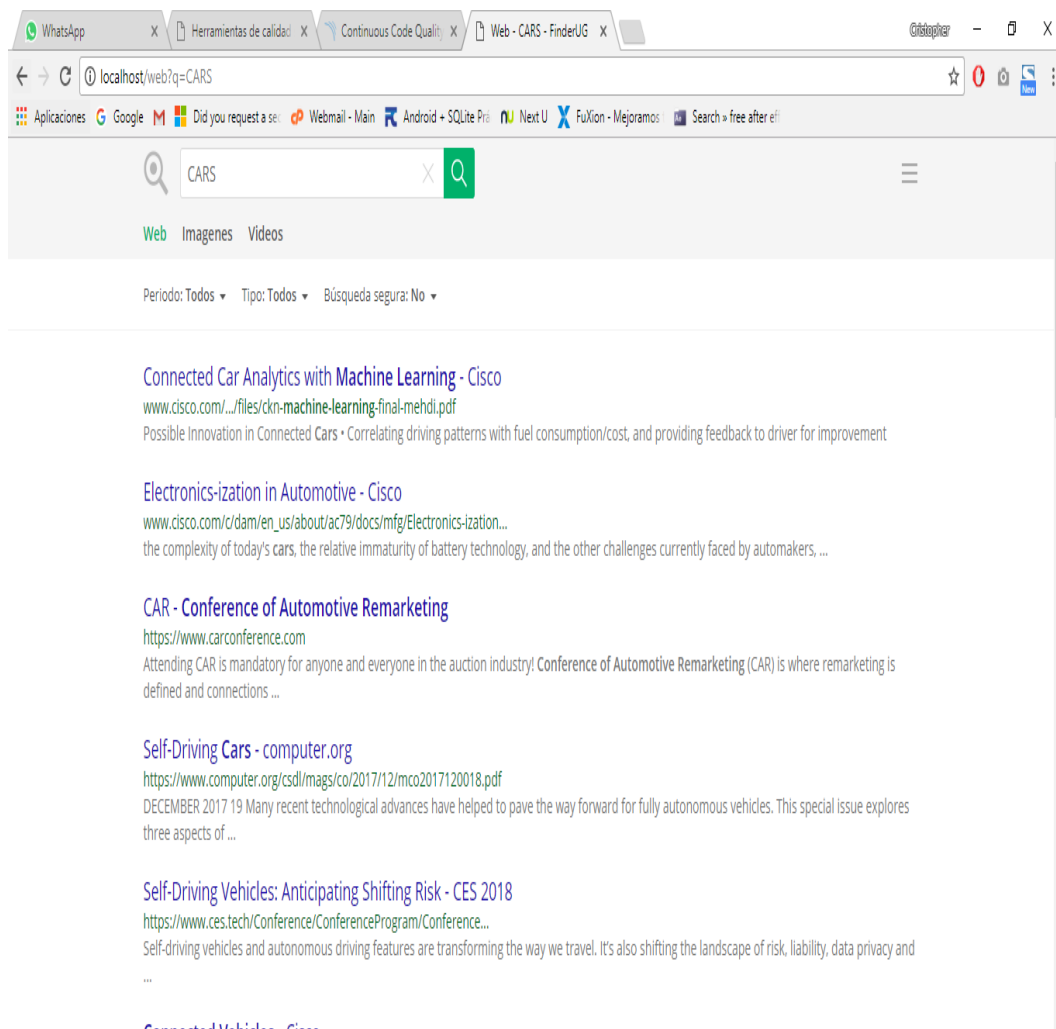 WhatsApp
Herramientas de calidad
Continuous Code Quality
Web - CARS - FinderUG
Cristopher
localhost/web?q=CARS
New
Aplicaciones
Google
Did you request a sec
Webmail - Main
Android + SQLite Prá
Next U
FuXion - Mejoramos
Search » free after eff
CARS
Web Imagenes Videos
Periodo: Todos Tipo: Todos Búsqueda segura: No
Connected Car Analytics with Machine Learning - Cisco
www.cisco.com/.../files/ckn-machine-learning-final-mehdi.pdf
Possible Innovation in Connected Cars • Correlating driving patterns with fuel consumption/cost, and providing feedback to driver for improvement
Electronics-ization in Automotive - Cisco
www.cisco.com/c/dam/en_us/about/ac79/docs/mfg/Electronics-ization...
the complexity of today's cars, the relative immaturity of battery technology, and the other challenges currently faced by automakers, ...
CAR - Conference of Automotive Remarketing
https://www.carconference.com
Attending CAR is mandatory for anyone and everyone in the auction industry! Conference of Automotive Remarketing (CAR) is where remarketing is
defined and connections ...
Self-Driving Cars - computer.org
https://www.computer.org/csdl/mags/co/2017/12/mco2017120018.pdf
DECEMBER 2017 19 Many recent technological advances have helped to pave the way forward for fully autonomous vehicles. This special issue explores
three aspects of ...
Self-Driving Vehicles: Anticipating Shifting Risk - CES 2018
https://www.ces.tech/Conference/ConferenceProgram/Conference...
Self-driving vehicles and autonomous driving features are transforming the way we travel. It's also shifting the landscape of risk, liability, data privacy and
...
Connected Vehicles - Cisco